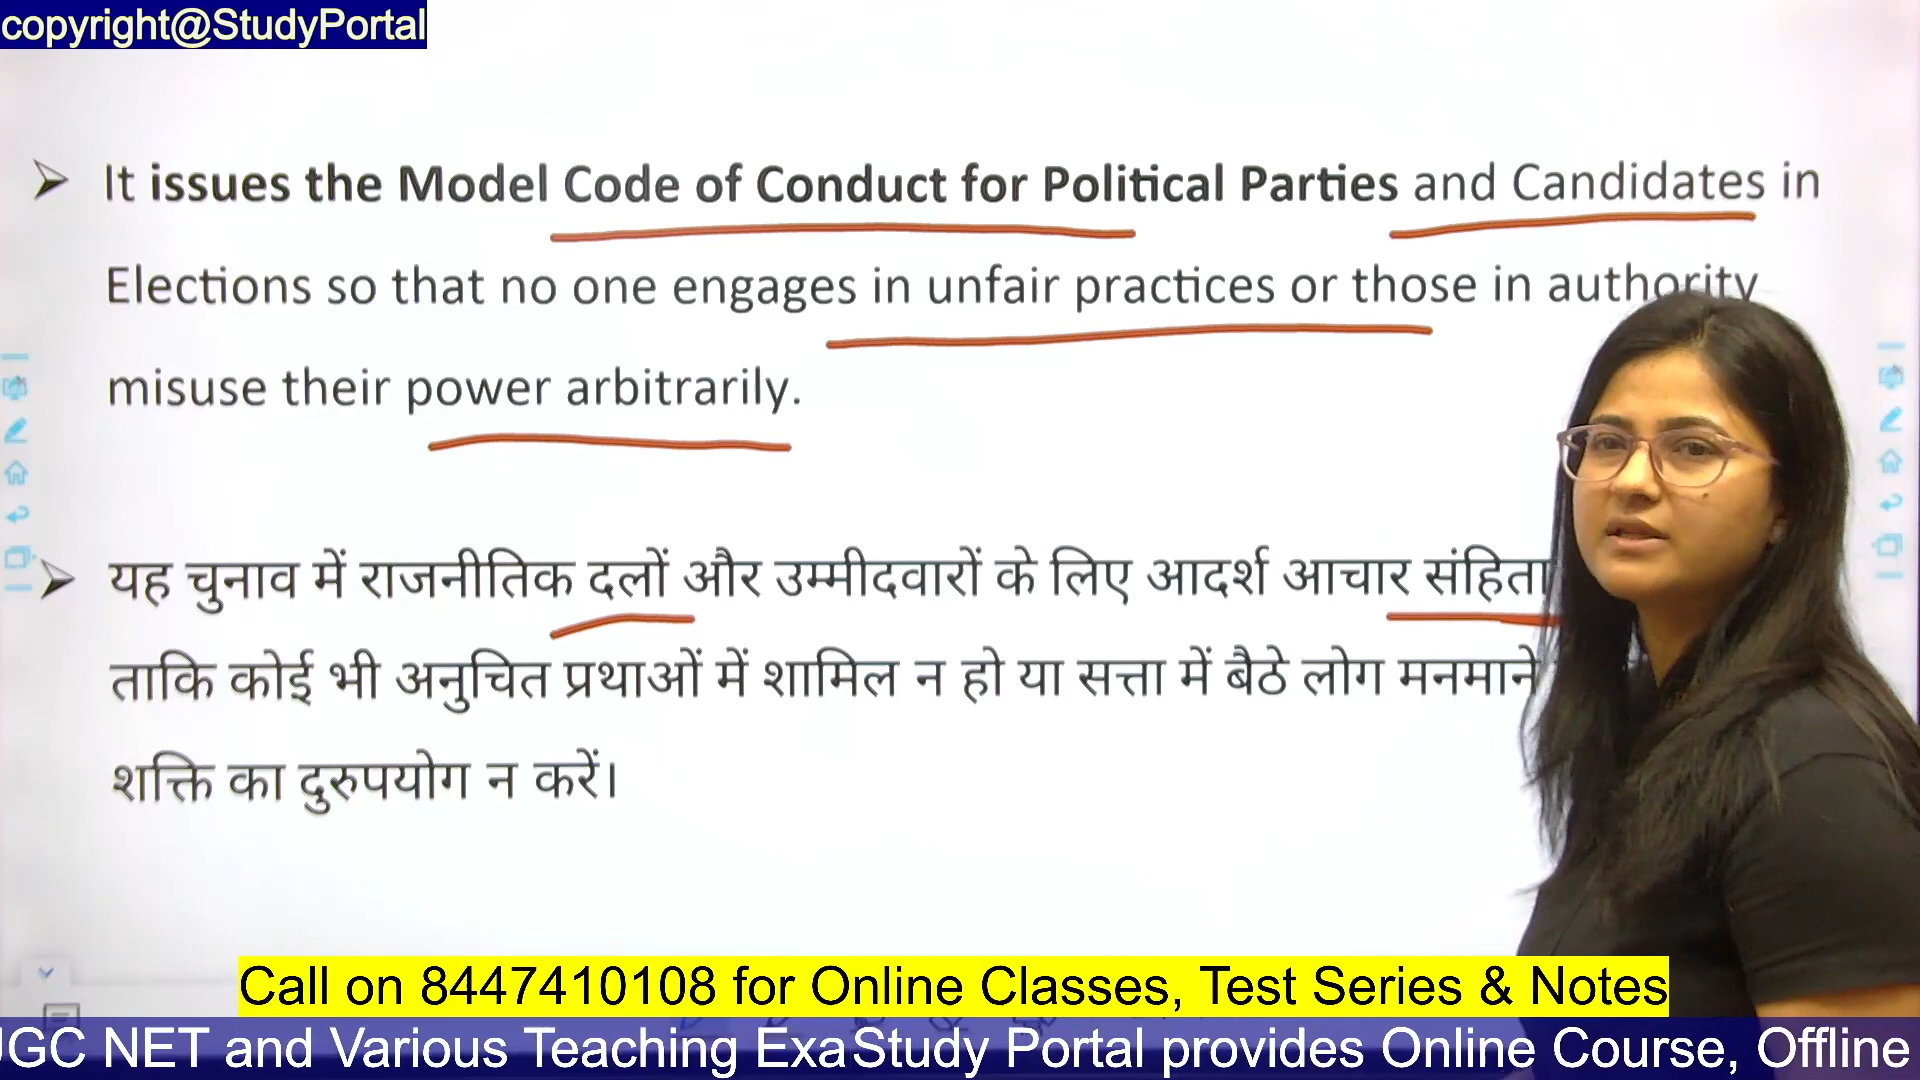 copyright@StudyPortal
It issues the Model Code of Conduct for Political Parties and Candidates in
Elections so that no one engages in unfair practices or those in authority
misuse their power arbitrarily.
यह चुनाव में राजनीतिक दलों और उम्मीदवारों के लिए आदर्श आचार संहिता
ताकि कोई भी अनुचित प्रथाओं में शामिल न हो या सत्ता में बैठे लोग मनमाने
शक्ति का दुरुपयोग न करें।
Call on 8447410108 for Online Classes, Test Series & Notes
GC NET and Various Teaching Exa Study Portal provides Online Course, Offline